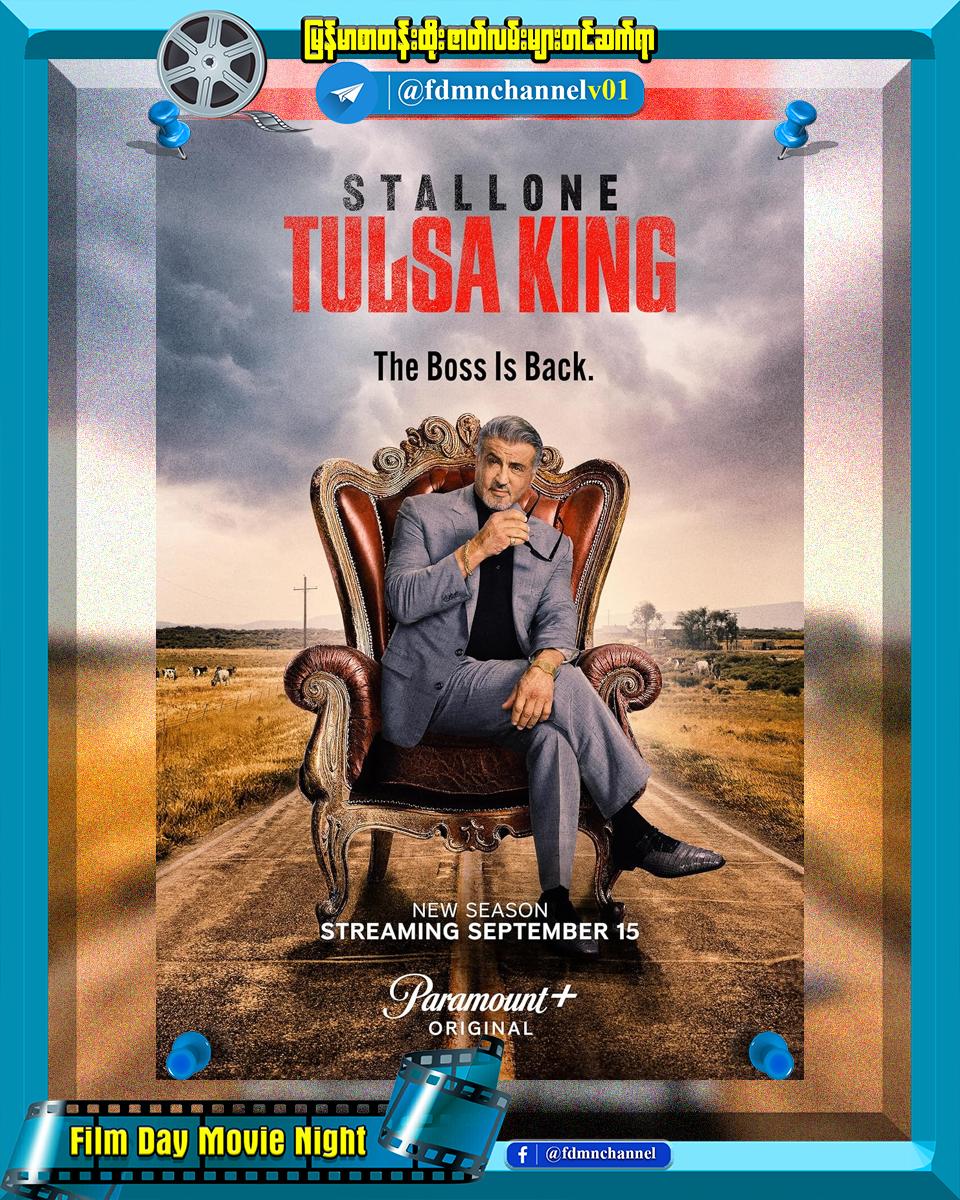 မြန်မာစာတန်းထိုးဇာတ်လမ်းများတင်ဆက်ရာ
@fdmnchannelv01
STALLONE
TULSA KING
The Boss Is Back.
NEW SEASON
STREAMING SEPTEMBER 15
Paramount+
ORIGINAL
Film Day Movie Night
f @fdmnchannel